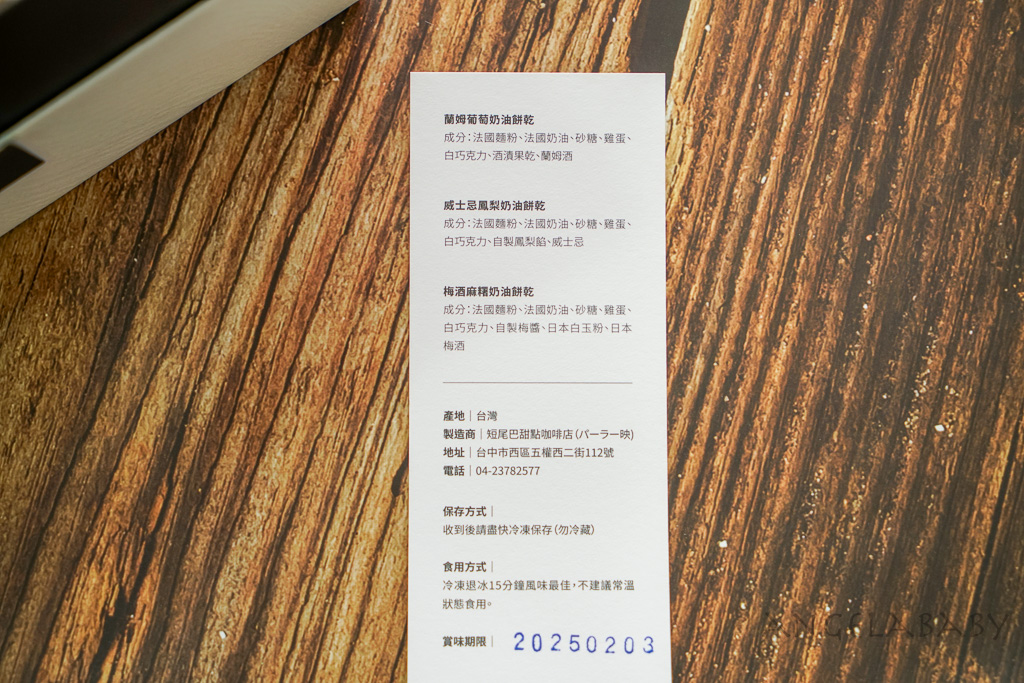 蘭姆葡萄奶油餅乾
成分：法國麵粉、法國奶油、砂糖、雞蛋、
白巧克力、酒漬果乾、蘭姆酒
威士忌鳳梨奶油餅乾
成分：法國麵粉、法國奶油、砂糖、雞蛋、
白巧克力、自製鳳梨餡、威士忌
梅酒麻糬奶油餅乾
成分：法國麵粉、法國奶油、砂糖、雞蛋、
白巧克力、自製梅醬、日本白玉粉、日本
梅酒
產地｜台灣
製造商｜短尾巴甜點咖啡店（パーラー映）
地址｜台中市西區五權西二街112號
電話｜04-23782577
保存方式｜
收到後請盡快冷凍保存（勿冷藏）
食用方式｜
冷凍退冰15分鐘風味最佳，不建議常溫
狀態食用。
賞味期限｜ 20250203
ANGELABABY